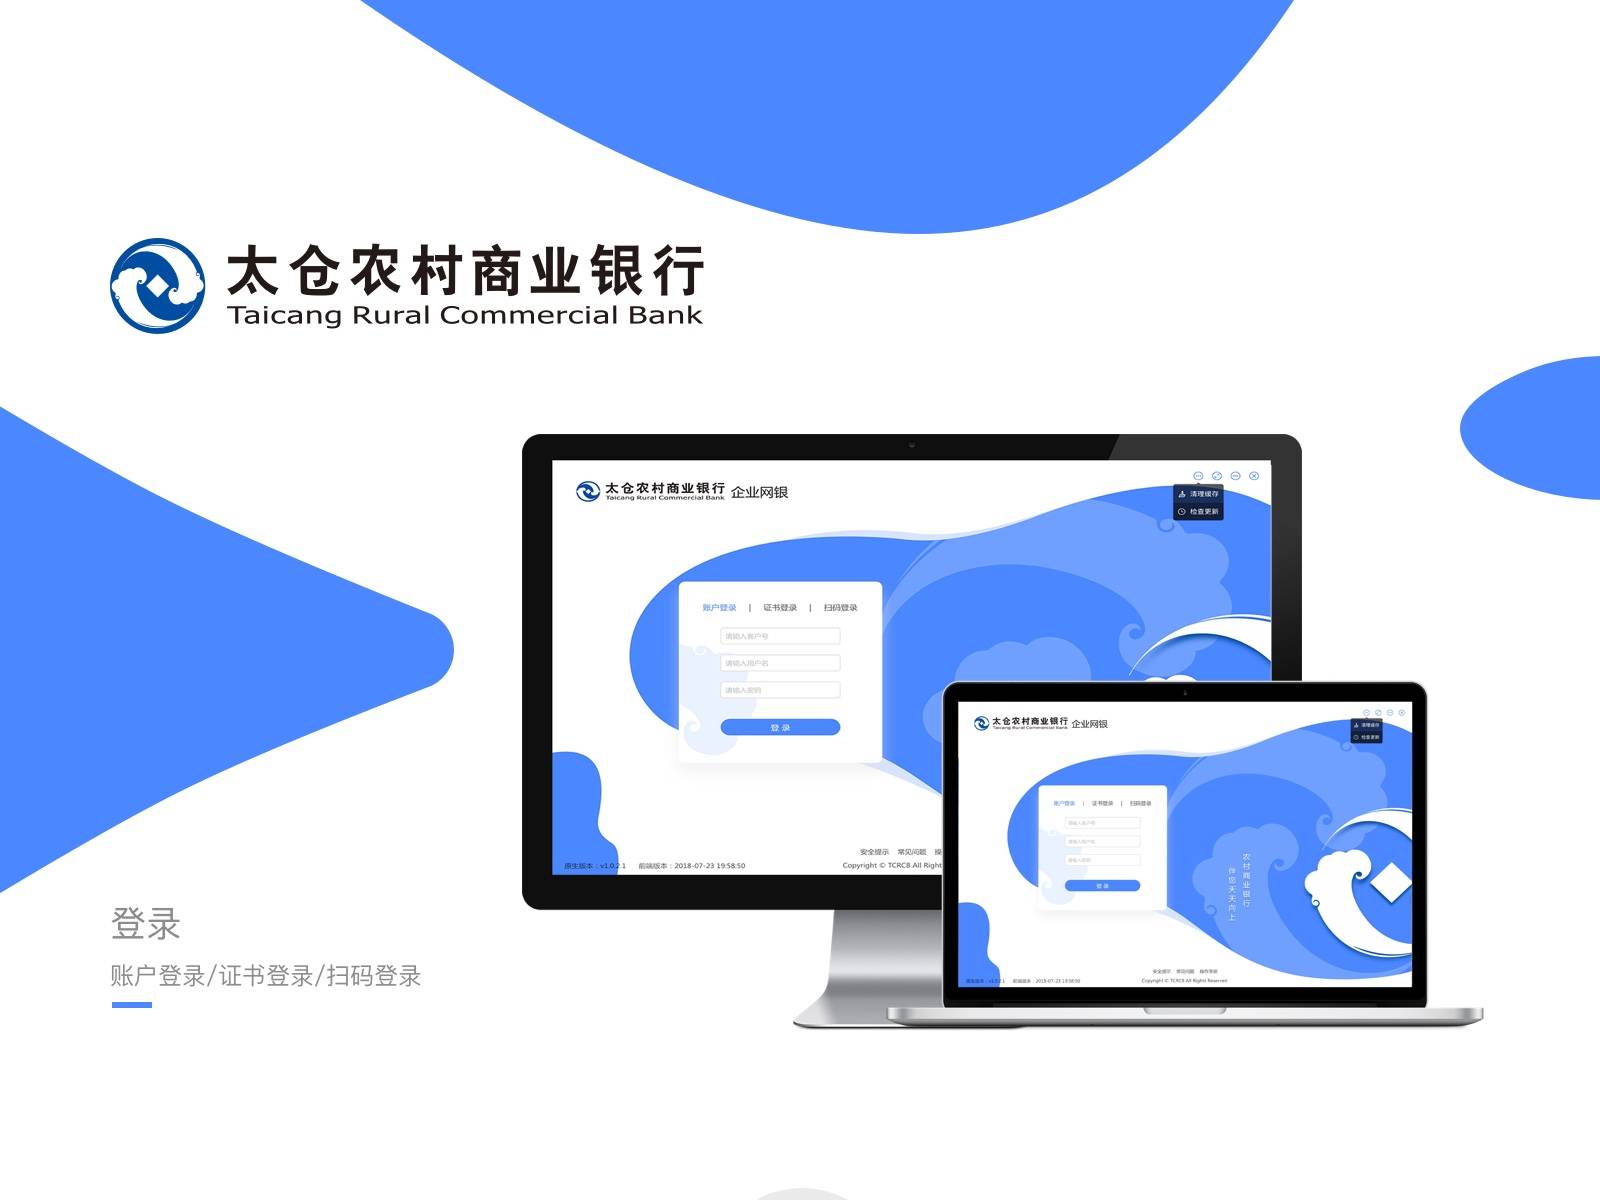 太仓农村商业银行
Taicang Rural Commercial Bank
太仓农村商业银行 企业网银
Taicang Rural Commercial Bank
清理缓存
检查更新
账户登录 | 证书登录 | 扫码登录
请输入客户号
请输入用户名
请输入密码
登 录
安全提示 常见问题 操
原生版本：v1.0.2.1 前端版本：2018-07-23 19:58:50
Copyright © TCRCB All Right
太仓农村商业银行 企业网银
Taicang Rural Commercial Bank
清理缓存
检查更新
账户登录 | 证书登录 | 扫码登录
请输入客户号
请输入用户名
请输入密码
登 录
农村商业银行
伴您天天向上
安全提示 常见问题 操作手册
原生版本：v1.0.2.1 前端版本：2018-07-23 19:58:50
Copyright © TCRCB All Rights Reserved
登录
账户登录/证书登录/扫码登录